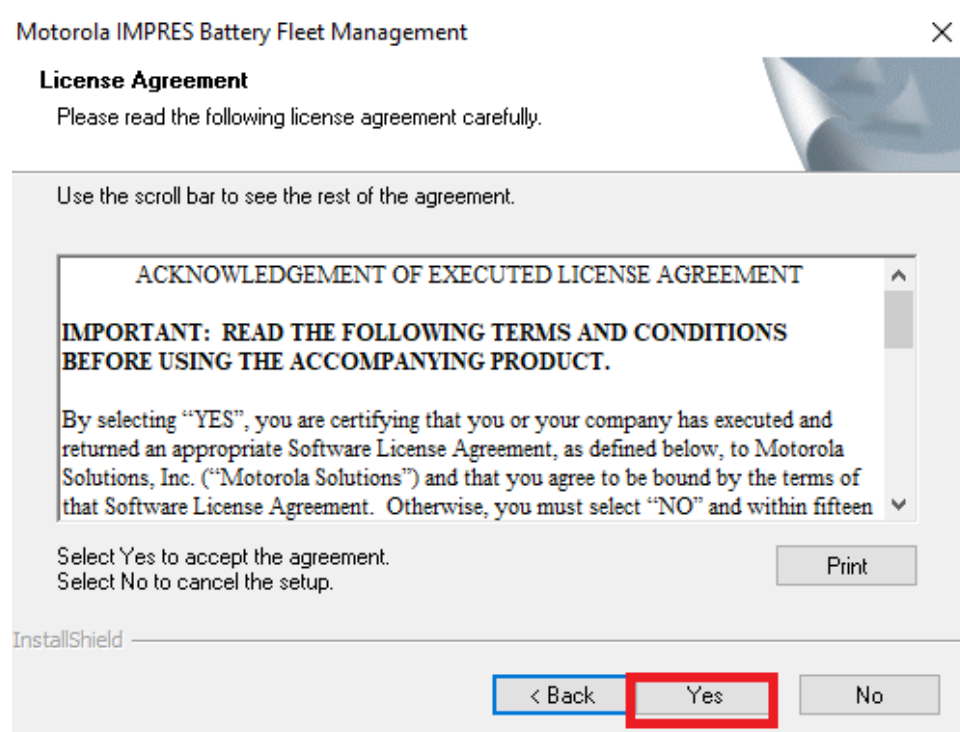 Motorola IMPRES Battery Fleet Management
License Agreement
Please read the following license agreement carefully.
Use the scroll bar to see the rest of the agreement.
ACKNOWLEDGEMENT OF EXECUTED LICENSE AGREEMENT
IMPORTANT: READ THE FOLLOWING TERMS AND CONDITIONS
BEFORE USING THE ACCOMPANYING PRODUCT.
By selecting “YES”, you are certifying that you or your company has executed and
returned an appropriate Software License Agreement, as defined below, to Motorola
Solutions, Inc. (“Motorola Solutions”) and that you agree to be bound by the terms of
that Software License Agreement. Otherwise, you must select “NO” and within fifteen
Select Yes to accept the agreement.
Select No to cancel the setup.
Print
InstallShield
< Back
Yes
No